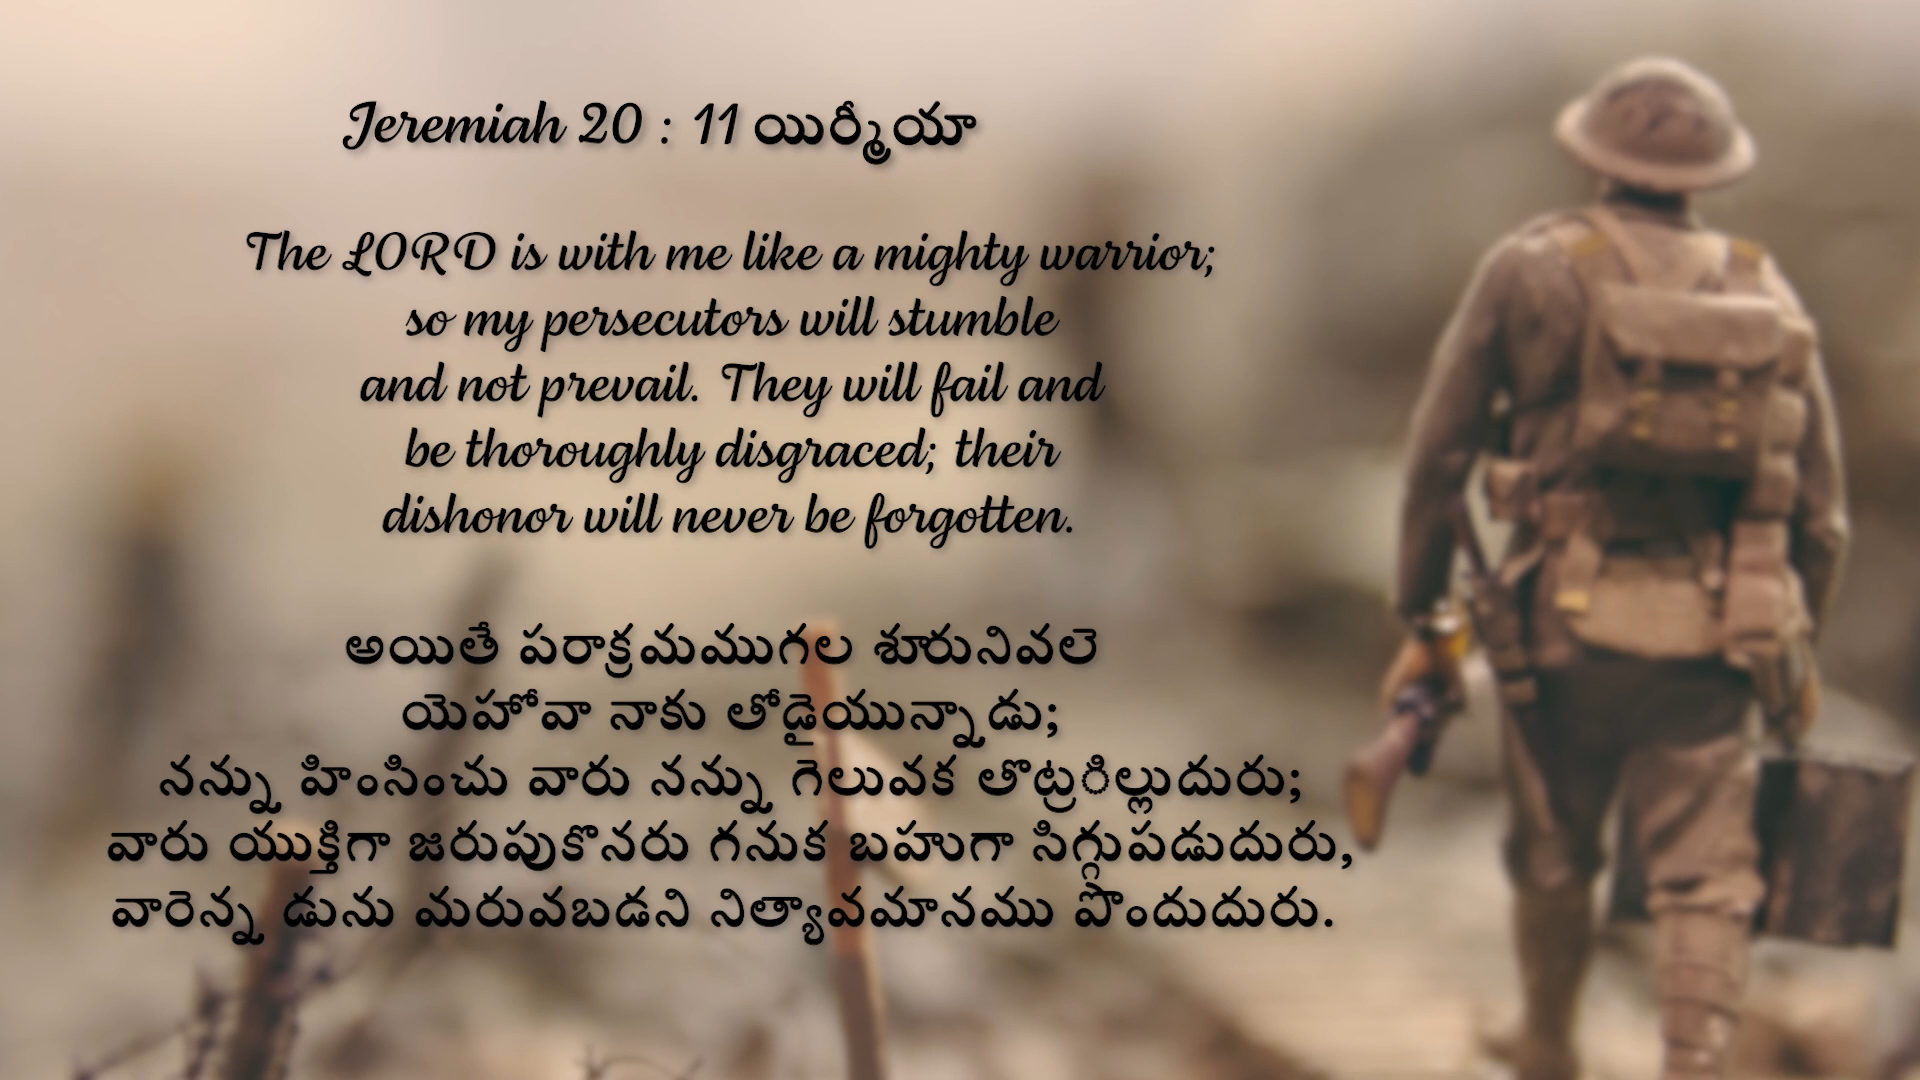 Jeremiah 20 : 11 యిర్మీయా
The LORD is with me like a mighty warrior;
so my persecutors will stumble
and not prevail. They will fail and
be thoroughly disgraced; their
dishonor will never be forgotten.
అయితే పరాక్రమముగల శూరునివలె
యెహోవా నాకు తోడైయున్నాడు;
నన్ను హింసించు వారు నన్ను గెలువక తొట్రరిల్లుదురు;
వారు యుక్తిగా జరుపుకొనరు గనుక బహుగా సిగ్గుపడుదురు,
వారెన్న డును మరువబడని నిత్యావమానము పొందుదురు.